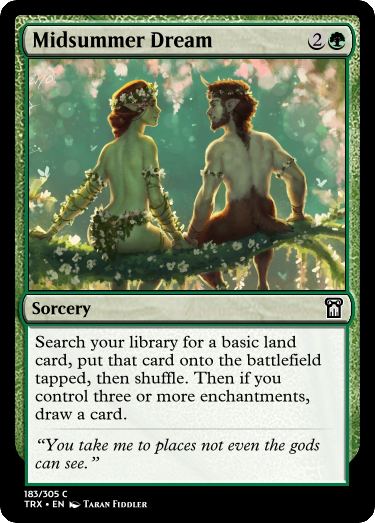 Midsummer Dream 2
Sorcery
Search your library for a basic land
card, put that card onto the battlefield
tapped, then shuffle. Then if you
control three or more enchantments,
draw a card.
“You take me to places not even the gods
can see.”
183/305 C
TRX • EN Taran Fiddler